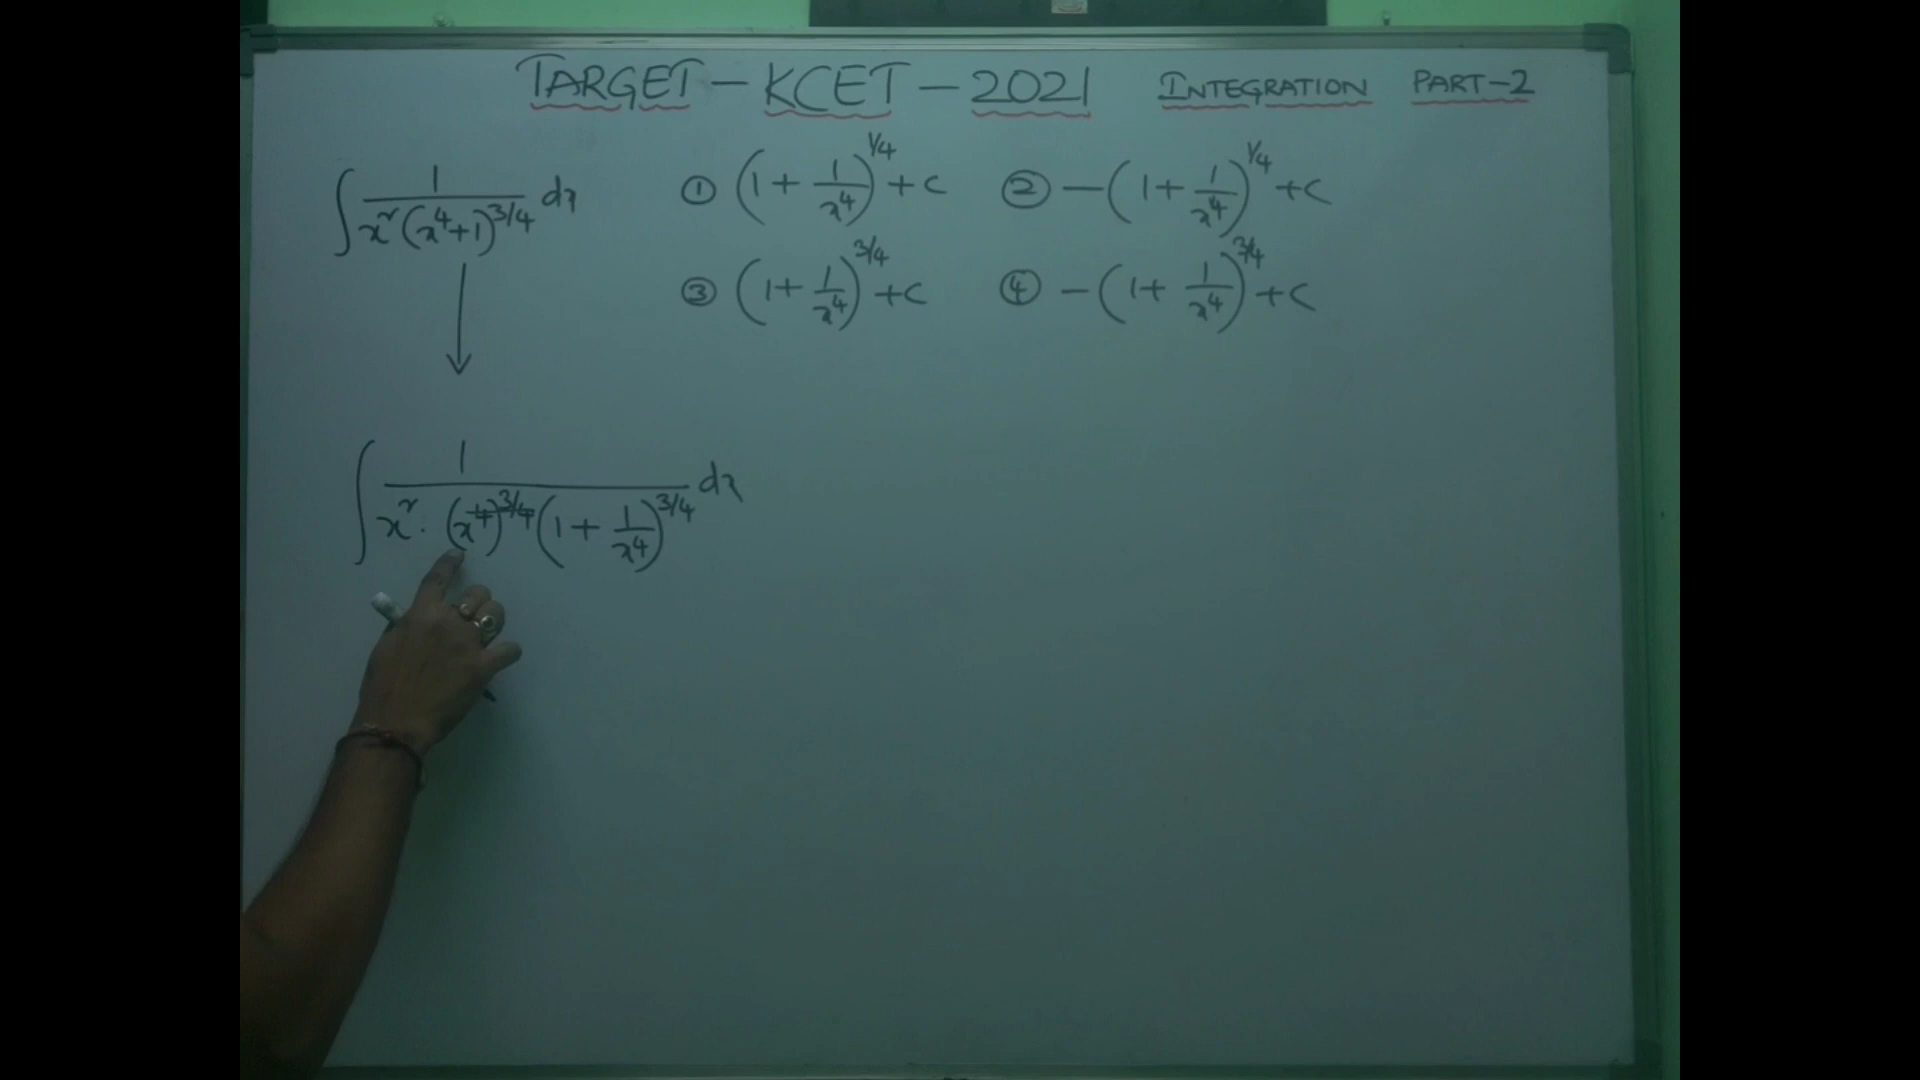 TARGET - KCET - 2021 INTEGRATION PART-2
∫ 1/(x²(x⁴+1)^3/4) dx ① (1 + 1/x⁴)^1/4 + c ② -(1 + 1/x⁴)^1/4 + c
③ (1 + 1/x⁴)^3/4 + c ④ -(1 + 1/x⁴)^3/4 + c
∫ 1/(x² · (x⁴)^3/4 (1 + 1/x⁴)^3/4) dx